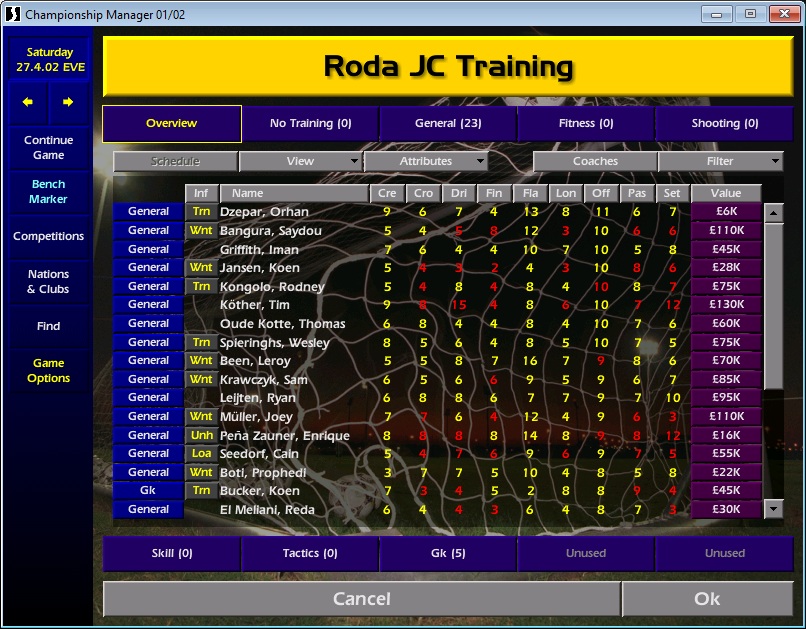 Championship Manager 01/02
Saturday
27.4.02 EVE
Continue
Game
Bench
Marker
Competitions
Nations
& Clubs
Find
Game
Options
Roda JC Training
Overview No Training (0) General (23) Fitness (0) Shooting (0)
Schedule View Attributes Coaches Filter
Inf Name Cre Cro Dri Fin Fla Lon Off Pas Set Value
General Trn Dzepar, Orhan 9 6 7 4 13 8 11 6 7 £6K
General Wnt Bangura, Saydou 5 4 5 8 12 3 10 6 6 £110K
General Griffith, Iman 7 6 4 4 10 7 10 5 8 £45K
General Wnt Jansen, Koen 5 4 3 2 4 3 10 8 6 £28K
General Trn Kongolo, Rodney 5 4 8 4 8 4 10 8 7 £75K
General Köther, Tim 9 8 15 4 8 6 10 7 12 £130K
General Oude Kotte, Thomas 6 8 4 4 8 4 10 7 6 £60K
General Trn Spieringhs, Wesley 8 5 6 4 8 5 10 7 5 £75K
General Wnt Been, Leroy 5 5 8 7 16 7 9 8 6 £70K
General Wnt Krawczyk, Sam 6 5 6 6 9 5 9 6 7 £85K
General Leijten, Ryan 6 8 8 6 7 7 9 7 10 £95K
General Wnt Müller, Joey 7 7 6 4 12 4 9 6 3 £110K
General Unh Peña Zauner, Enrique 8 8 8 8 14 8 9 8 12 £16K
General Loa Seedorf, Cain 5 4 7 6 9 6 9 7 5 £55K
General Wnt Boti, Prophedi 3 7 7 5 10 4 8 5 8 £22K
Gk Trn Bucker, Koen 7 3 4 5 2 8 8 9 4 £45K
General El Mellani, Reda 6 4 4 3 6 4 8 7 3 £30K
Skill (0) Tactics (0) Gk (5) Unused Unused
Cancel Ok